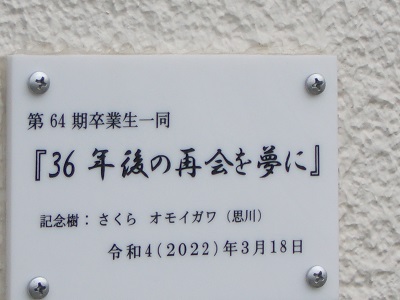 第64期卒業生一同
『36年後の再会を夢に』
記念樹：さくら オモイガワ（思川）
令和4(2022)年3月18日